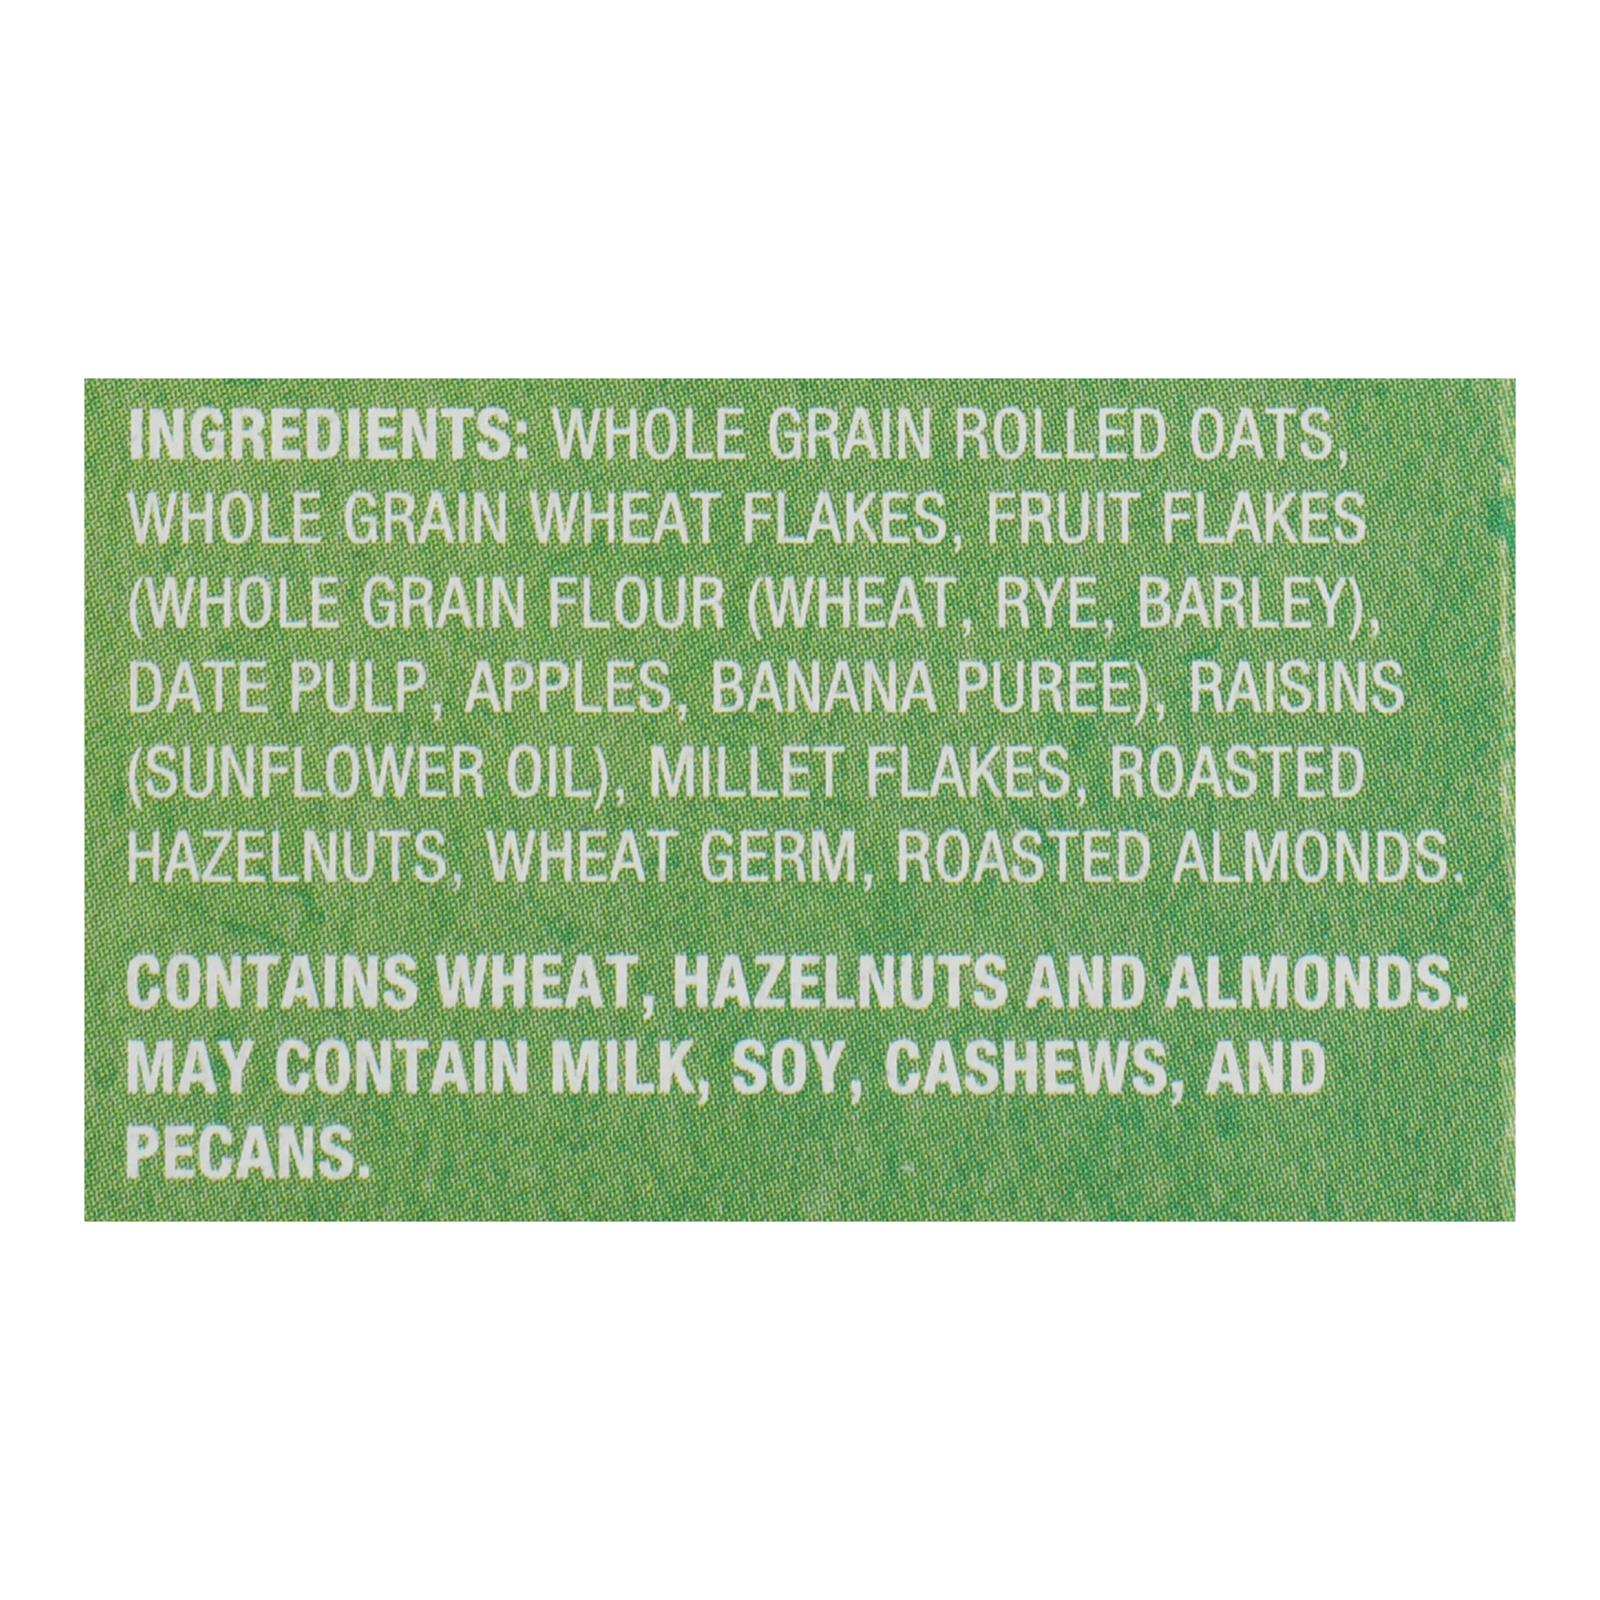 INGREDIENTS: WHOLE GRAIN ROLLED OATS,
WHOLE GRAIN WHEAT FLAKES, FRUIT FLAKES
(WHOLE GRAIN FLOUR (WHEAT, RYE, BARLEY),
DATE PULP, APPLES, BANANA PUREE), RAISINS
(SUNFLOWER OIL), MILLET FLAKES, ROASTED
HAZELNUTS, WHEAT GERM, ROASTED ALMONDS.
CONTAINS WHEAT, HAZELNUTS AND ALMONDS.
MAY CONTAIN MILK, SOY, CASHEWS, AND
PECANS.